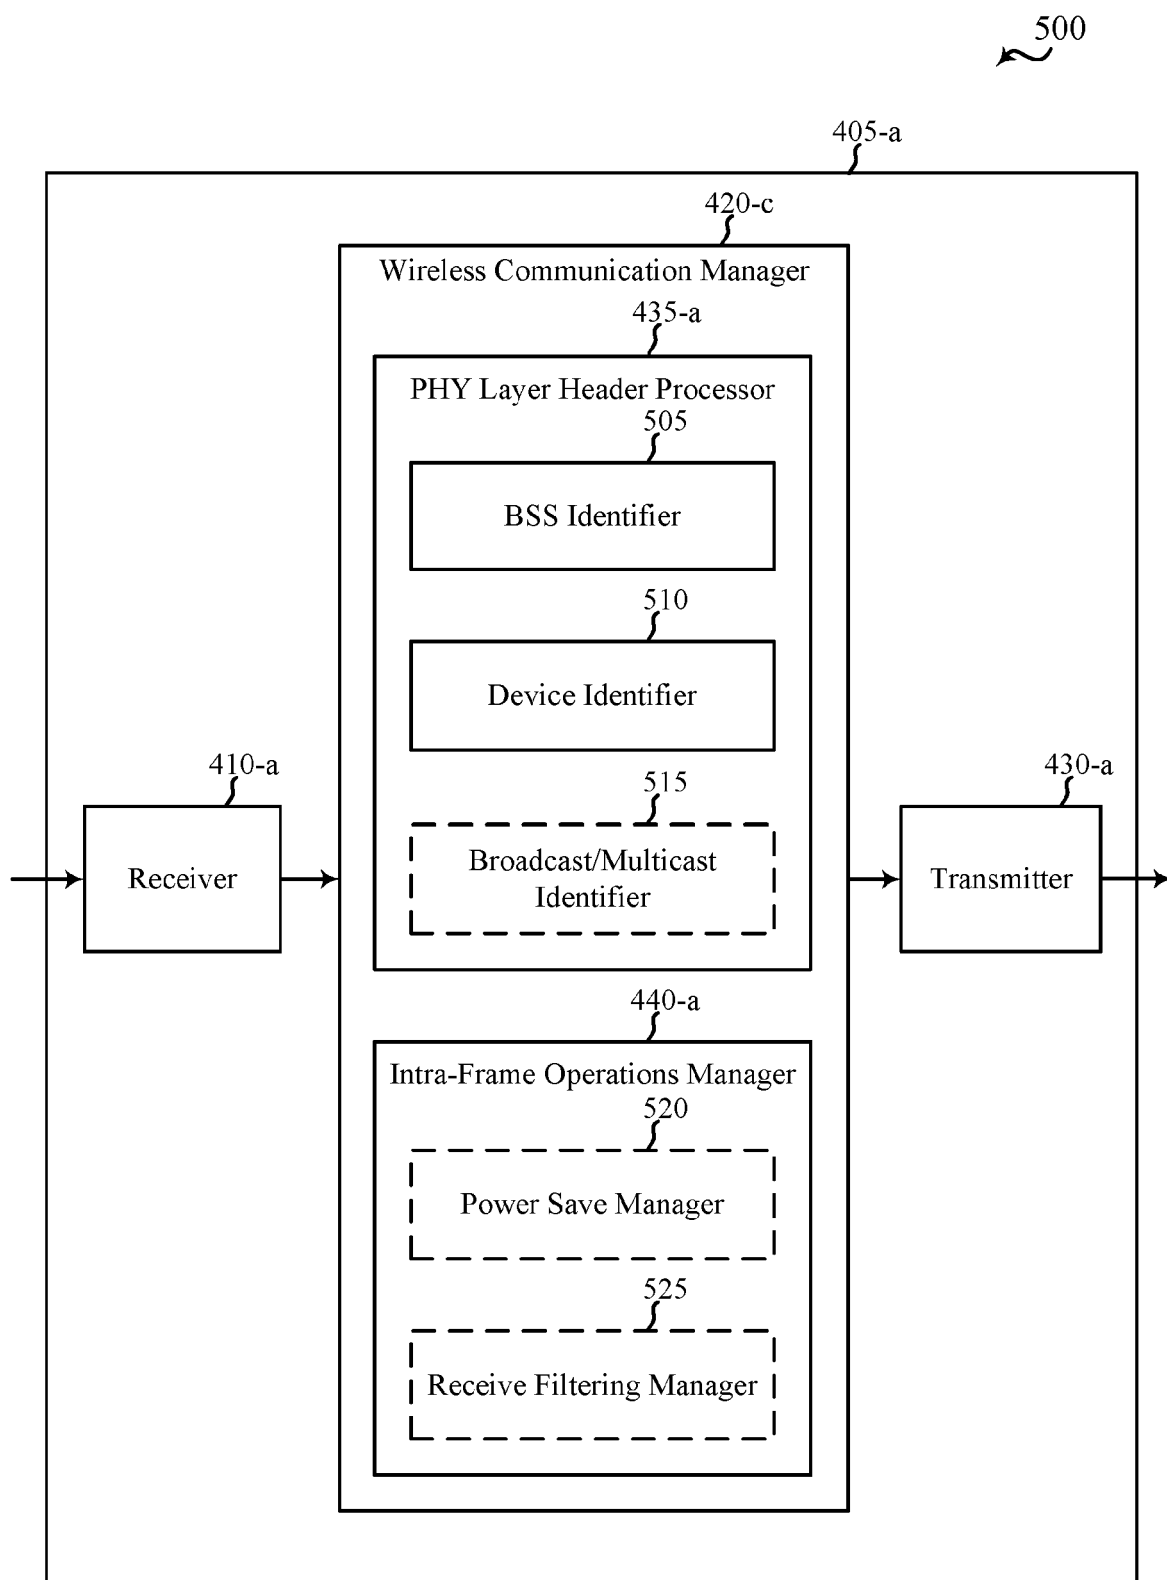 500
405-a
420-c
Wireless Communication Manager
435-a
PHY Layer Header Processor
505
BSS Identifier
510
Device Identifier
410-a
Receiver
515
Broadcast/Multicast
Identifier
430-a
Transmitter
440-a
Intra-Frame Operations Manager
520
Power Save Manager
525
Receive Filtering Manager